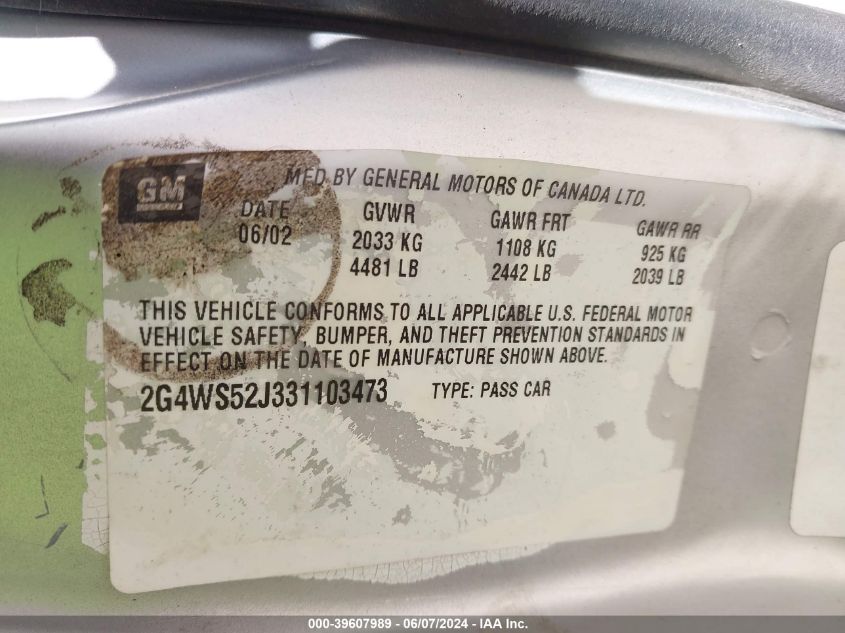 GM
MFD BY GENERAL MOTORS OF CANADA LTD.
DATE GVWR GAWR FRT GAWR RR
06/02 2033 KG 1108 KG 925 KG
4481 LB 2442 LB 2039 LB
THIS VEHICLE CONFORMS TO ALL APPLICABLE U.S. FEDERAL MOTOR
VEHICLE SAFETY, BUMPER, AND THEFT PREVENTION STANDARDS IN
EFFECT ON THE DATE OF MANUFACTURE SHOWN ABOVE.
2G4WS52J331103473 TYPE: PASS CAR
000-39607989 - 06/07/2024 - IAA Inc.